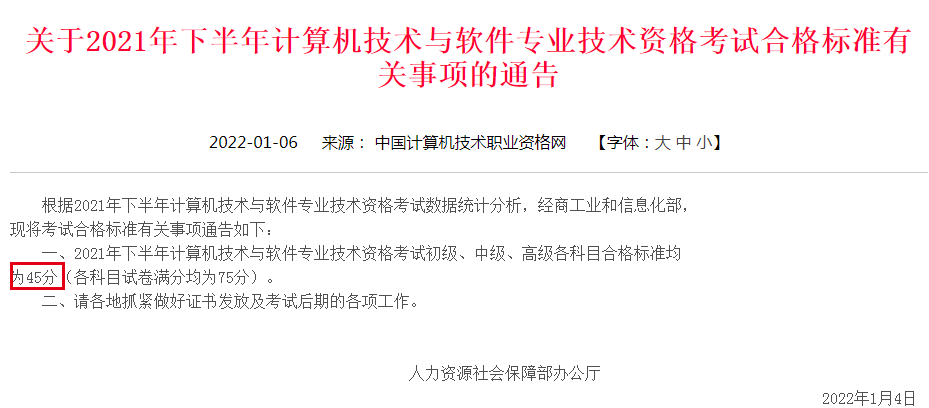 关于2021年下半年计算机技术与软件专业技术资格考试合格标准有
关事项的通告
2022-01-06 来源： 中国计算机技术职业资格网 【字体：大 中 小】
根据2021年下半年计算机技术与软件专业技术资格考试数据统计分析，经商工业和信息化部，
现将考试合格标准有关事项通告如下：
一、2021年下半年计算机技术与软件专业技术资格考试初级、中级、高级各科目合格标准均
为45分（各科目试卷满分均为75分）。
二、请各地抓紧做好证书发放及考试后期的各项工作。
人力资源社会保障部办公厅
2022年1月4日